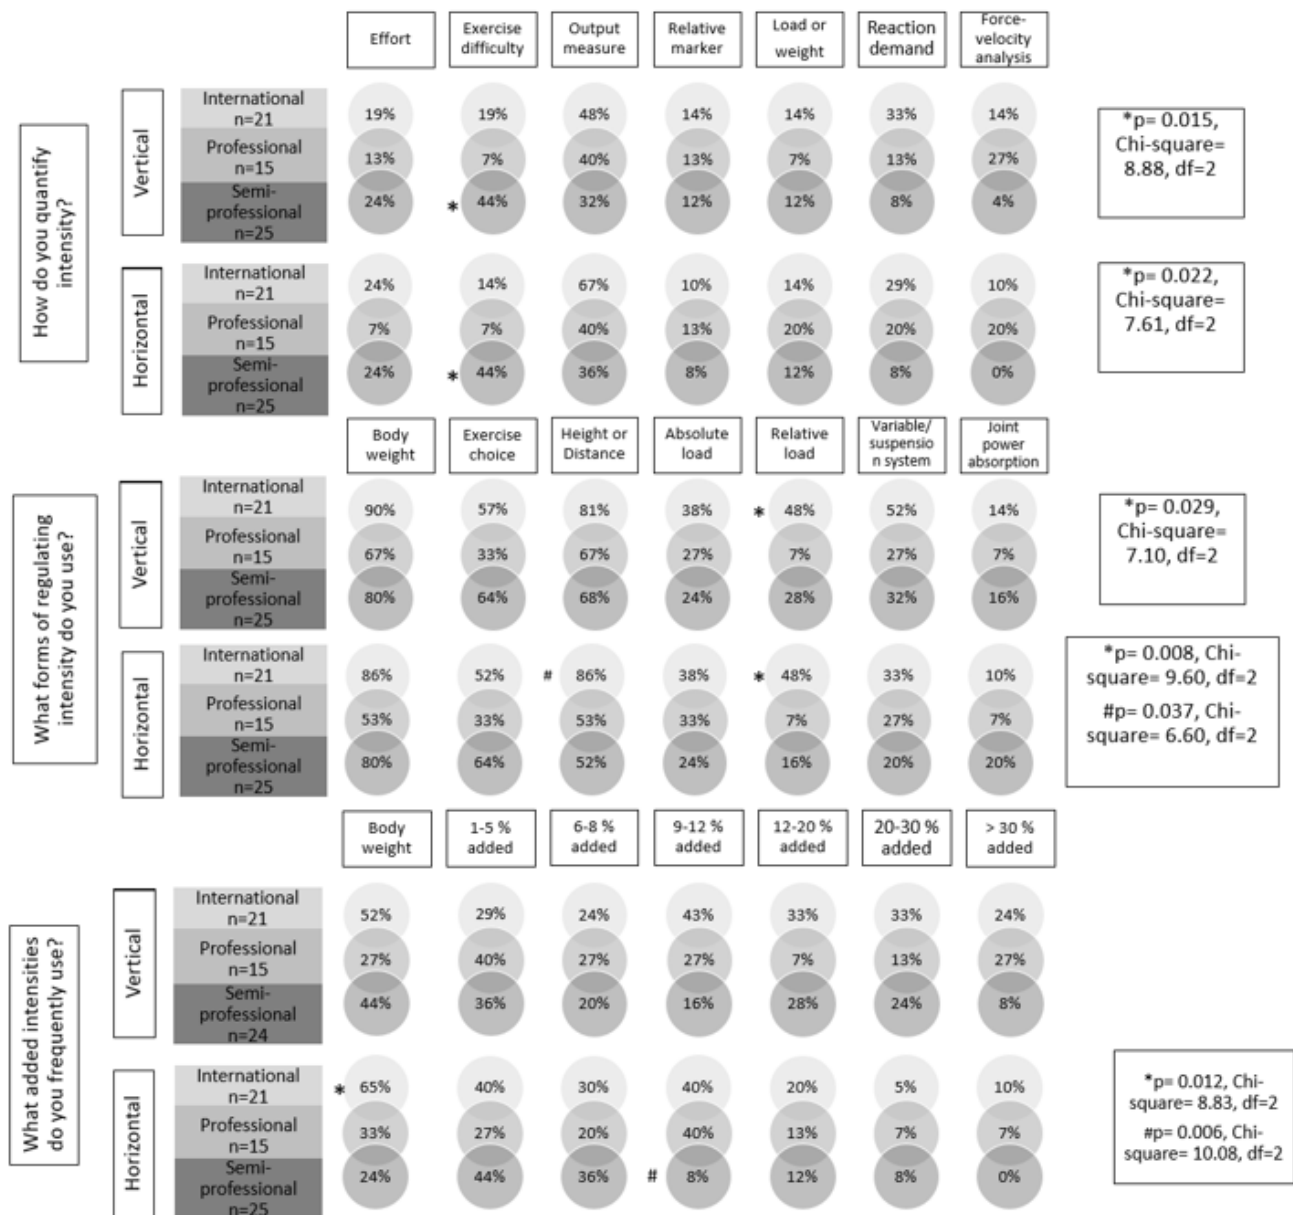 Effort
Exercise
difficulty
Output
measure
Relative
marker
Load or
weight
Reaction
demand
Force-
velocity
analysis
How do you quantify
intensity?
Vertical
International
n=21
19% 19% 48% 14% 14% 33% 14%
Professional
n=15
13% 7% 40% 13% 7% 13% 27%
Semi-
professional
n=25
24% * 44% 32% 12% 12% 8% 4%
*p= 0.015,
Chi-square=
8.88, df=2
Horizontal
International
n=21
24% 14% 67% 10% 14% 29% 10%
Professional
n=15
7% 7% 40% 13% 20% 20% 20%
Semi-
professional
n=25
24% * 44% 36% 8% 12% 8% 0%
*p= 0.022,
Chi-square=
7.61, df=2
Body
weight
Exercise
choice
Height or
Distance
Absolute
load
Relative
load
Variable/
suspensio
n system
Joint
power
absorption
What forms of regulating
intensity do you use?
Vertical
International
n=21
90% 57% 81% 38% * 48% 52% 14%
Professional
n=15
67% 33% 67% 27% 7% 27% 7%
Semi-
professional
n=25
80% 64% 68% 24% 28% 32% 16%
*p= 0.029,
Chi-square=
7.10, df=2
Horizontal
International
n=21
86% 52% # 86% 38% * 48% 33% 10%
Professional
n=15
53% 33% 53% 33% 7% 27% 7%
Semi-
professional
n=25
80% 64% 52% 24% 16% 20% 20%
*p= 0.008, Chi-
square= 9.60, df=2
#p= 0.037, Chi-
square= 6.60, df=2
Body
weight
1-5 %
added
6-8 %
added
9-12 %
added
12-20 %
added
20-30 %
added
> 30 %
added
What added intensities
do you frequently use?
Vertical
International
n=21
52% 29% 24% 43% 33% 33% 24%
Professional
n=15
27% 40% 27% 27% 7% 13% 27%
Semi-
professional
n=24
44% 36% 20% 16% 28% 24% 8%
Horizontal
International
n=21
* 65% 40% 30% 40% 20% 5% 10%
Professional
n=15
33% 27% 20% 40% 13% 7% 7%
Semi-
professional
n=25
24% 44% 36% # 8% 12% 8% 0%
*p= 0.012, Chi-
square= 8.83, df=2
#p= 0.006, Chi-
square= 10.08, df=2